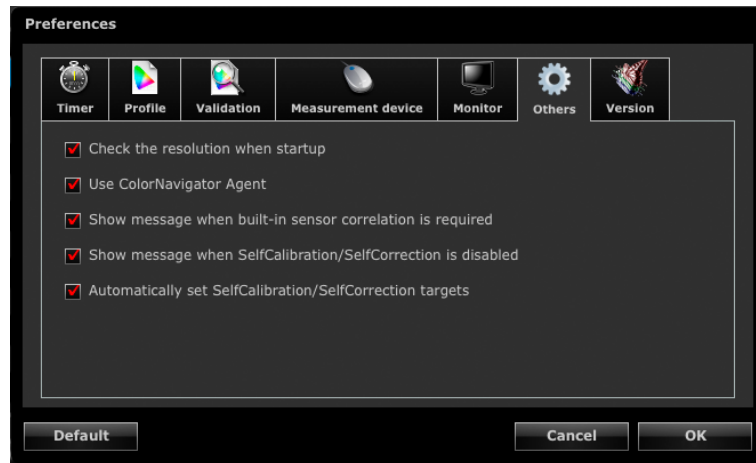 Preferences
Timer Profile Validation Measurement device Monitor Others Version
Check the resolution when startup
Use ColorNavigator Agent
Show message when built-in sensor correlation is required
Show message when SelfCalibration/SelfCorrection is disabled
Automatically set SelfCalibration/SelfCorrection targets
Default Cancel OK